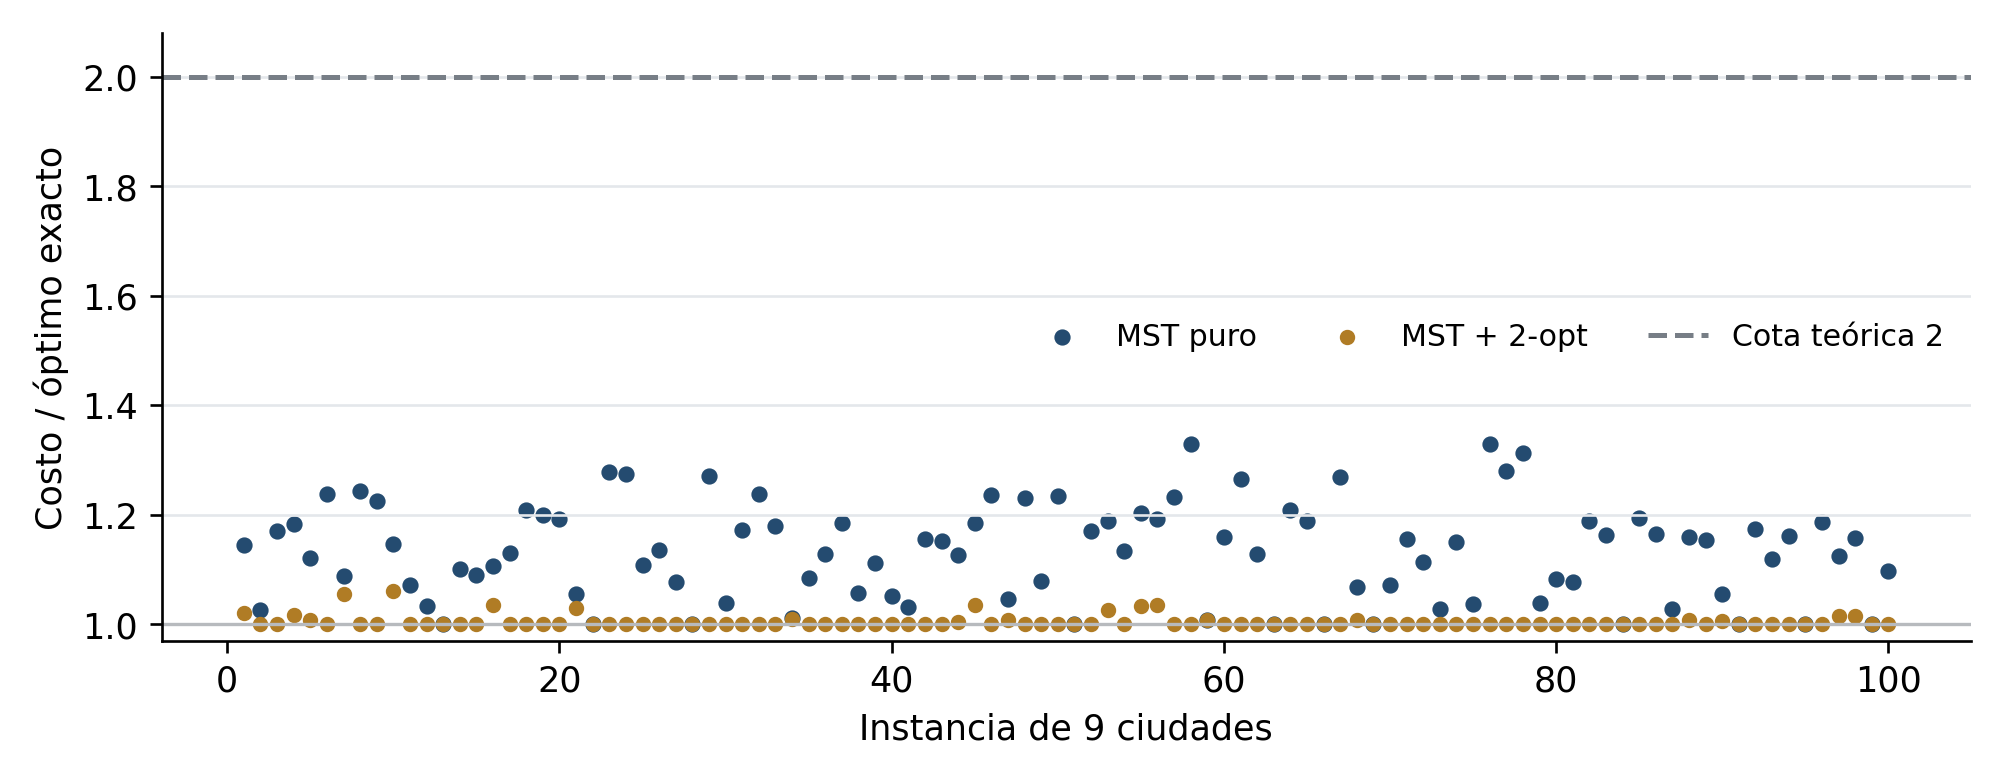 Costo / óptimo exacto
2.0
1.8
1.6
1.4
1.2
1.0
MST puro
MST + 2-opt
Cota teórica 2
0
20
40
60
80
100
Instancia de 9 ciudades